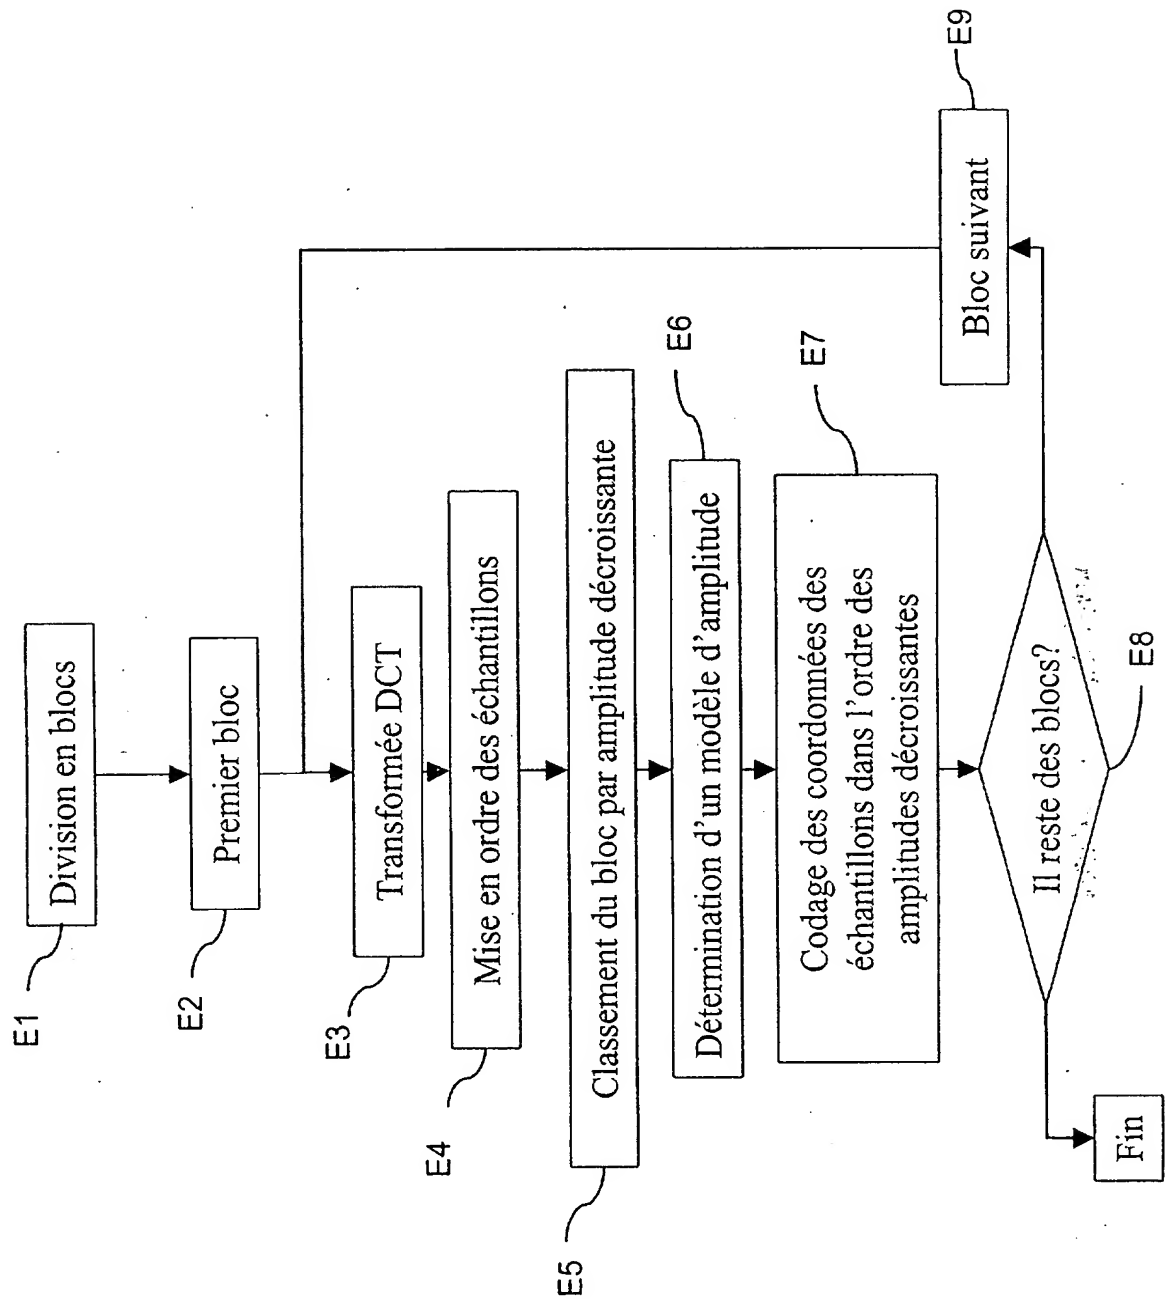 E1
Division en blocs
E2
Premier bloc
E3
Transformée DCT
E4
Mise en ordre des échantillons
E5
Classement du bloc par amplitude décroissante
E6
Détermination d'un modèle d'amplitude
E7
Codage des coordonnées des
échantillons dans l'ordre des
amplitudes décroissantes
E8
Il reste des blocs?
E9
Bloc suivant
Fin